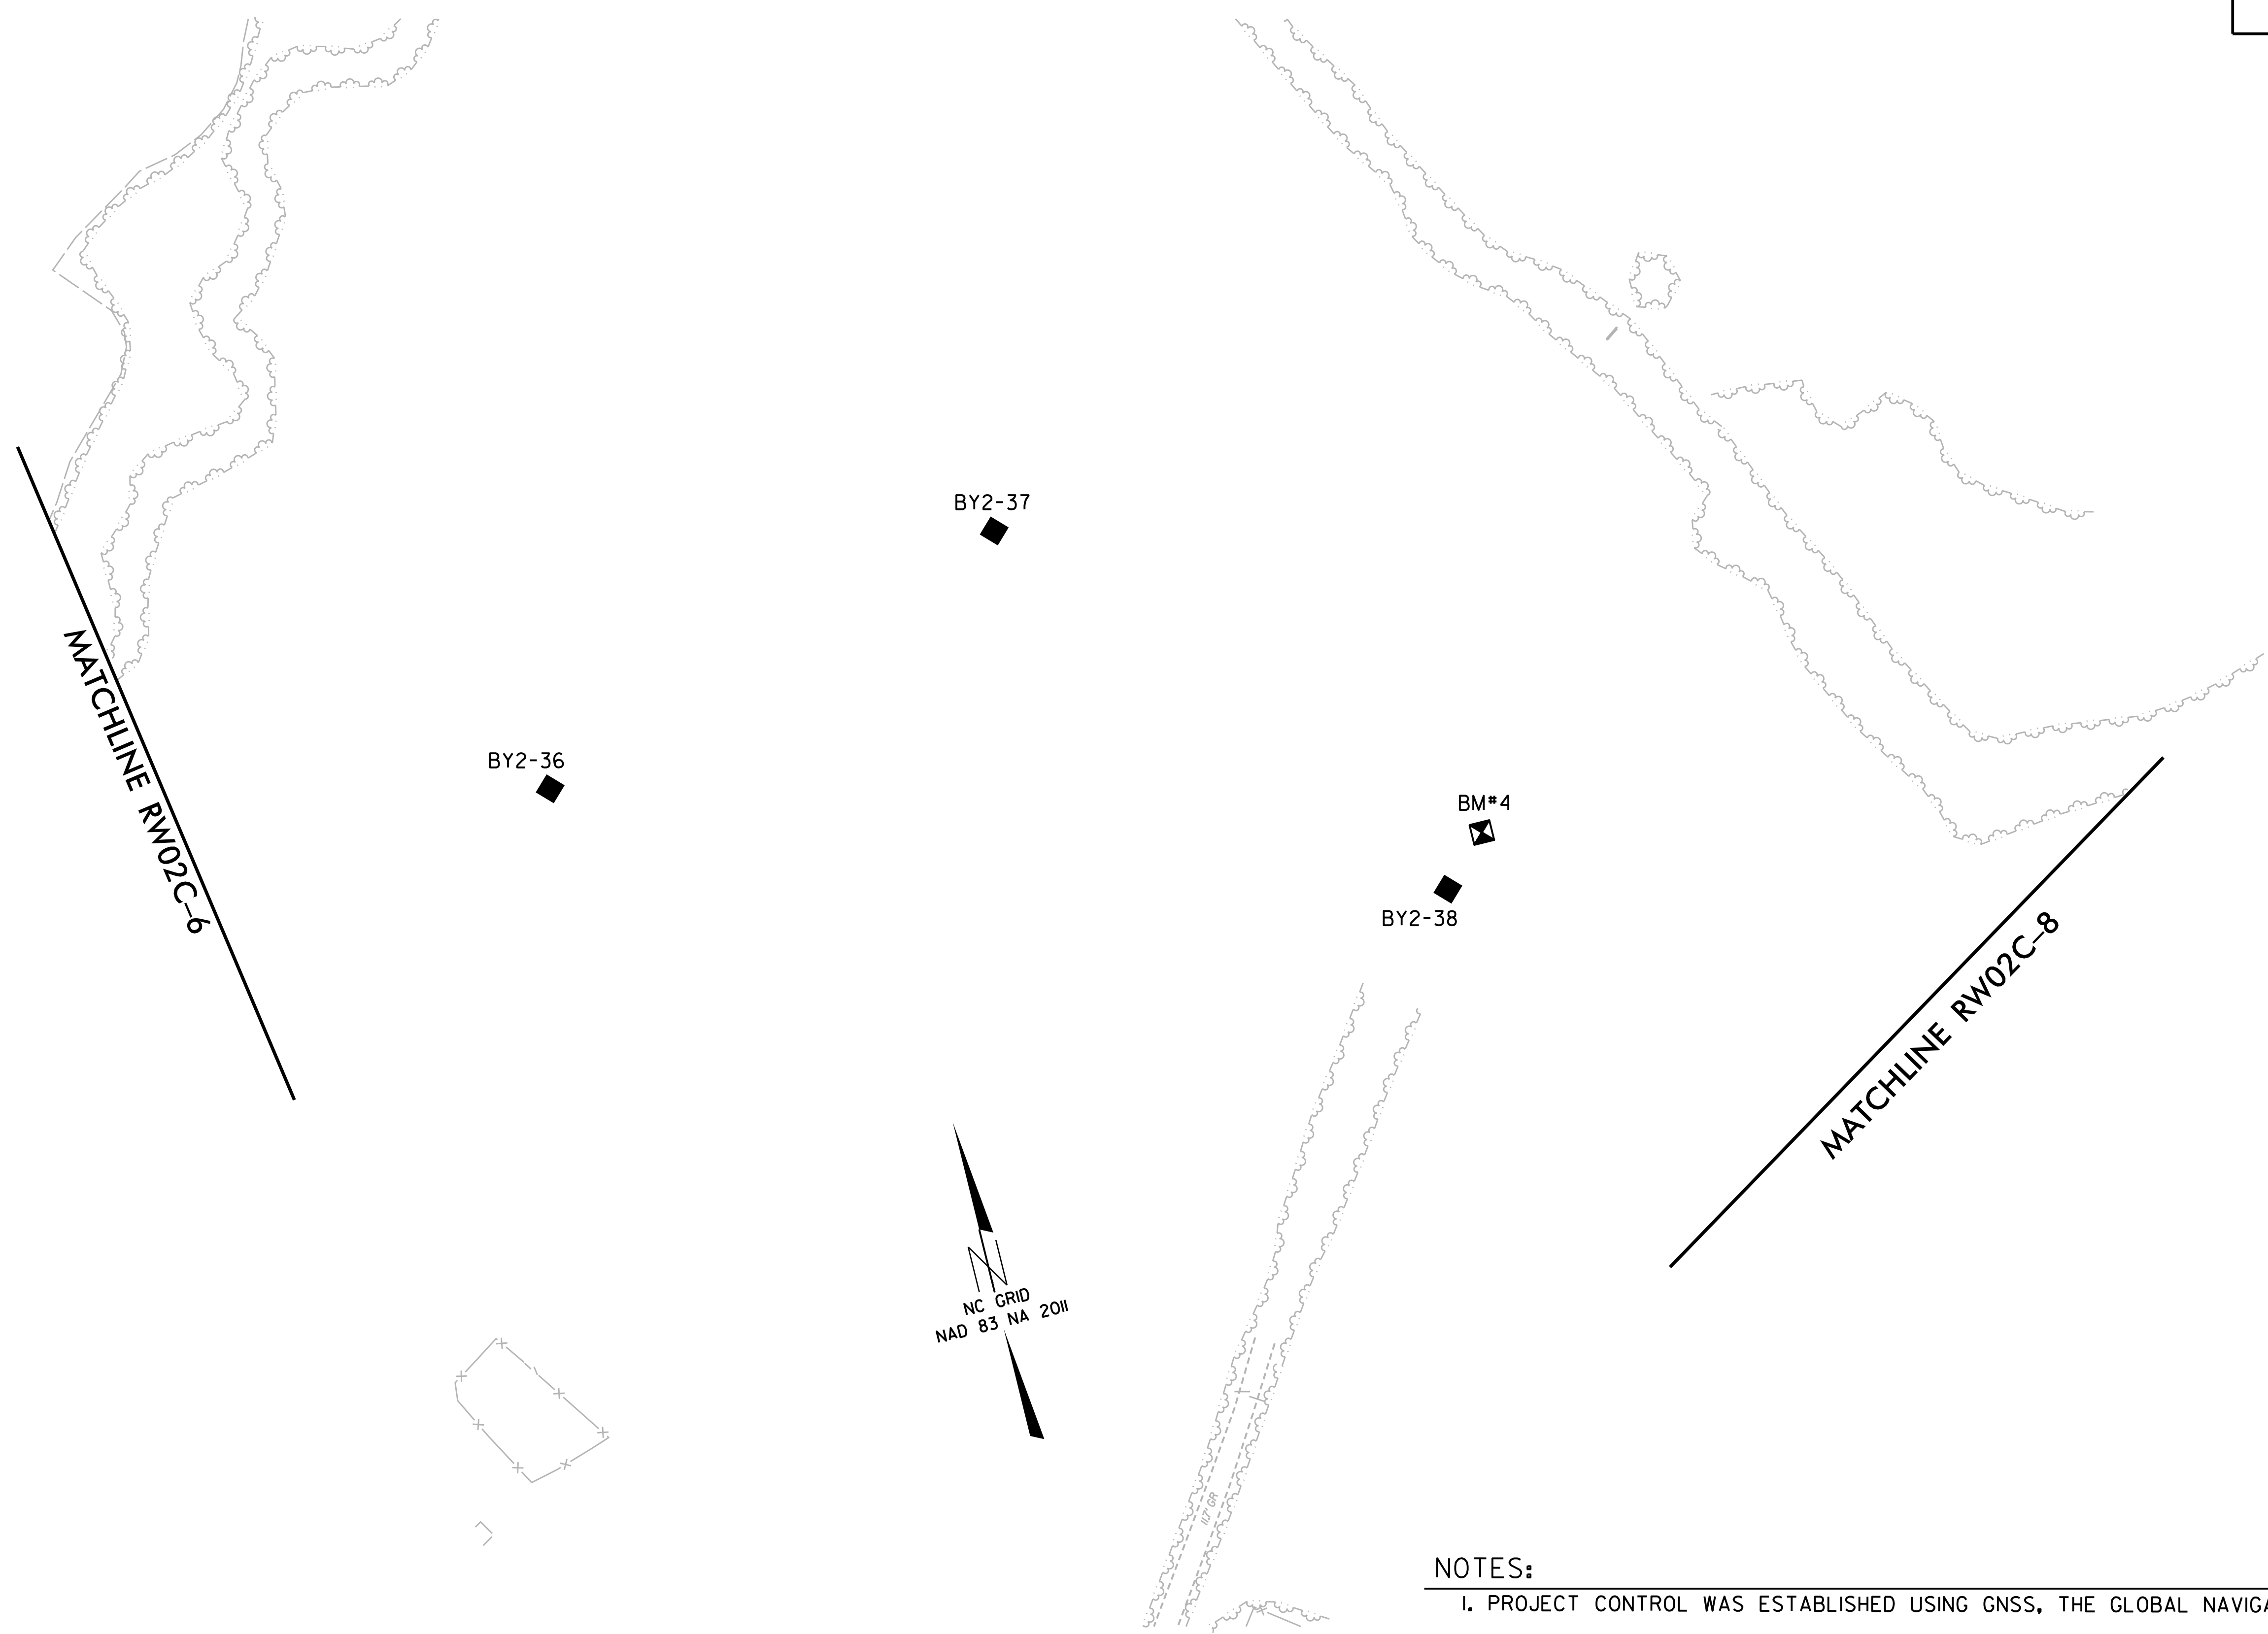 BY2-37
MATCHLINE RW02C-6
BY2-36
BM#4
BY2-38
MATCHLINE RW02C-8
N
NC GRID
NAD 83 NA 2011
NOTES:
1. PROJECT CONTROL WAS ESTABLISHED USING GNSS, THE GLOBAL